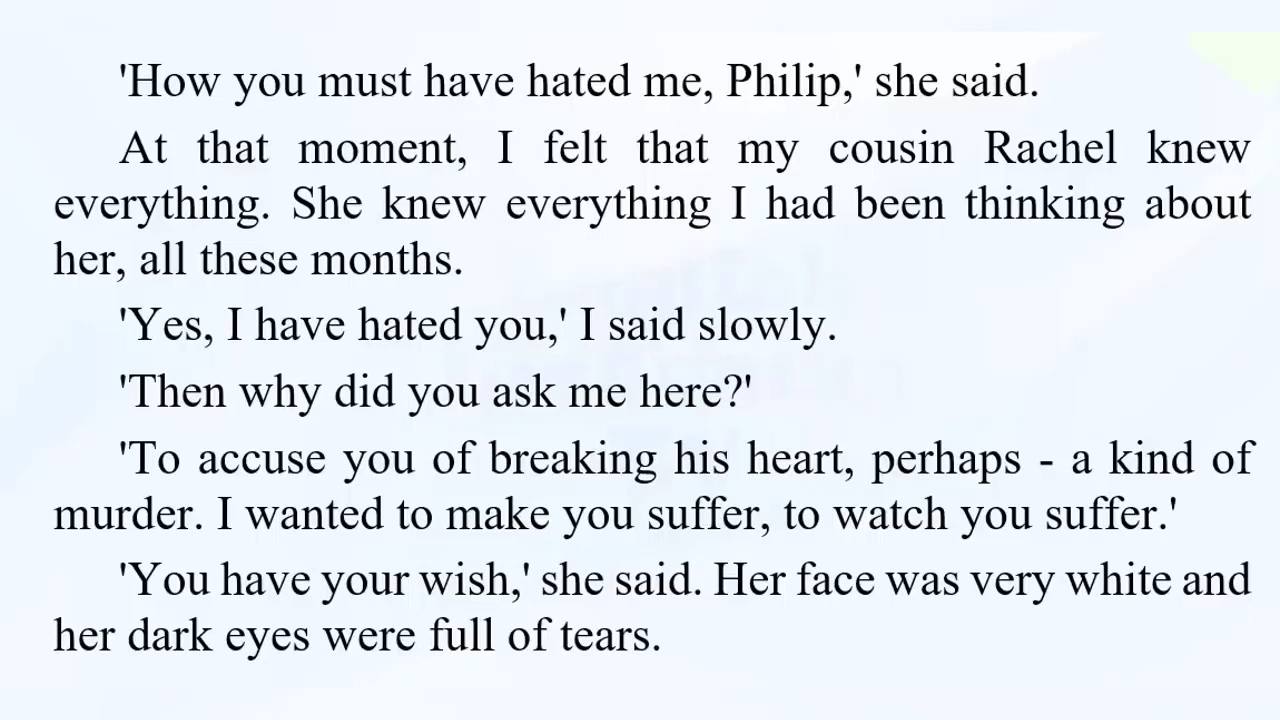 'How you must have hated me, Philip,' she said.
At that moment, I felt that my cousin Rachel knew
everything. She knew everything I had been thinking about
her, all these months.
'Yes, I have hated you,' I said slowly.
'Then why did you ask me here?'
'To accuse you of breaking his heart, perhaps - a kind of
murder. I wanted to make you suffer, to watch you suffer.'
'You have your wish,' she said. Her face was very white and
her dark eyes were full of tears.